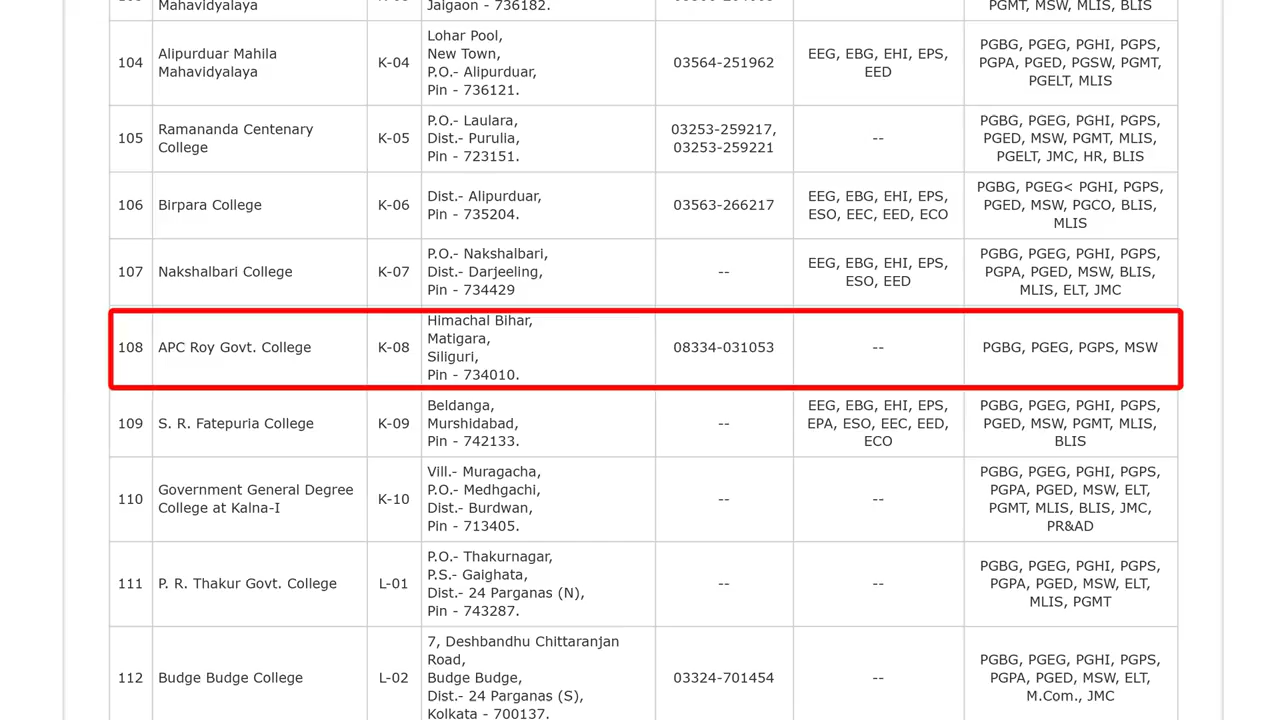 Mahavidyalaya
Jaigaon - 736182.
PGMT, MSW, MLIS, BLIS
104
Alipurduar Mahila
Mahavidyalaya
K-04
Lohar Pool,
New Town,
P.O.- Alipurduar,
Pin - 736121.
03564-251962
EEG, EBG, EHI, EPS,
EED
PGBG, PGEG, PGHI, PGPS,
PGPA, PGED, PGSW, PGMT,
PGELT, MLIS
105
Ramananda Centenary
College
K-05
P.O.- Laulara,
Dist.- Purulia,
Pin - 723151.
03253-259217,
03253-259221
--
PGBG, PGEG, PGHI, PGPS,
PGED, MSW, PGMT, MLIS,
PGELT, JMC, HR, BLIS
106
Birpara College
K-06
Dist.- Alipurduar,
Pin - 735204.
03563-266217
EEG, EBG, EHI, EPS,
ESO, EEC, EED, ECO
PGBG, PGEG< PGHI, PGPS,
PGED, MSW, PGCO, BLIS,
MLIS
107
Nakshalbari College
K-07
P.O.- Nakshalbari,
Dist.- Darjeeling,
Pin - 734429
--
EEG, EBG, EHI, EPS,
ESO, EED
PGBG, PGEG, PGHI, PGPS,
PGPA, PGED, MSW, BLIS,
MLIS, ELT, JMC
108
APC Roy Govt. College
K-08
Himachal Bihar,
Matigara,
Siliguri,
Pin - 734010.
08334-031053
--
PGBG, PGEG, PGPS, MSW
109
S. R. Fatepuria College
K-09
Beldanga,
Murshidabad,
Pin - 742133.
--
EEG, EBG, EHI, EPS,
EPA, ESO, EEC, EED,
ECO
PGBG, PGEG, PGHI, PGPS,
PGED, MSW, PGMT, MLIS,
BLIS
110
Government General Degree
College at Kalna-I
K-10
Vill.- Muragacha,
P.O.- Medhgachi,
Dist.- Burdwan,
Pin - 713405.
--
--
PGBG, PGEG, PGHI, PGPS,
PGPA, PGED, MSW, ELT,
PGMT, MLIS, BLIS, JMC,
PR&AD
111
P. R. Thakur Govt. College
L-01
P.O.- Thakurnagar,
P.S.- Gaighata,
Dist.- 24 Parganas (N),
Pin - 743287.
--
--
PGBG, PGEG, PGHI, PGPS,
PGPA, PGED, MSW, ELT,
MLIS, PGMT
112
Budge Budge College
L-02
7, Deshbandhu Chittaranjan
Road,
Budge Budge,
Dist.- 24 Parganas (S),
Kolkata - 700137.
03324-701454
--
PGBG, PGEG, PGHI, PGPS,
PGPA, PGED, MSW, ELT,
M.Com., JMC